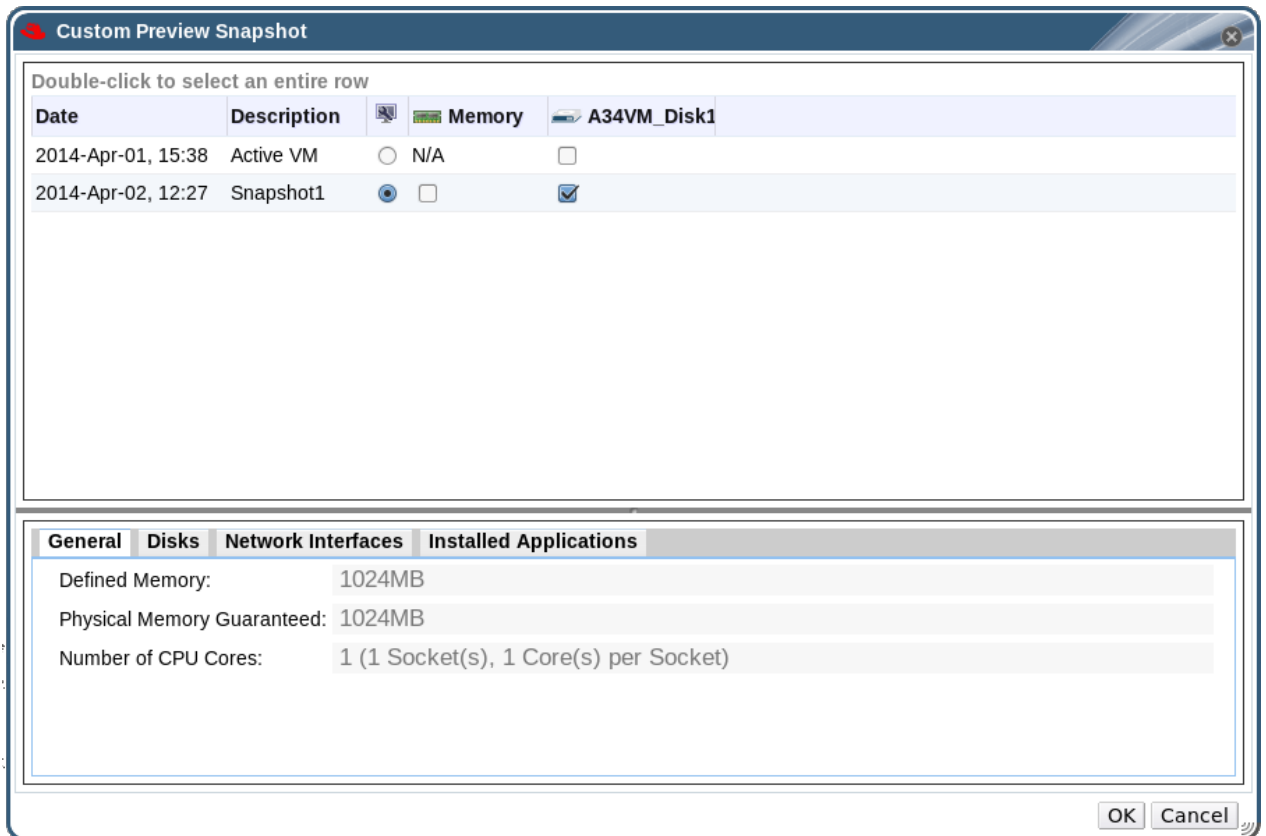 Custom Preview Snapshot
Double-click to select an entire row
Date Description Memory A34VM_Disk1
2014-Apr-01, 15:38 Active VM N/A
2014-Apr-02, 12:27 Snapshot1
General Disks Network Interfaces Installed Applications
Defined Memory: 1024MB
Physical Memory Guaranteed: 1024MB
Number of CPU Cores: 1 (1 Socket(s), 1 Core(s) per Socket)
OK Cancel